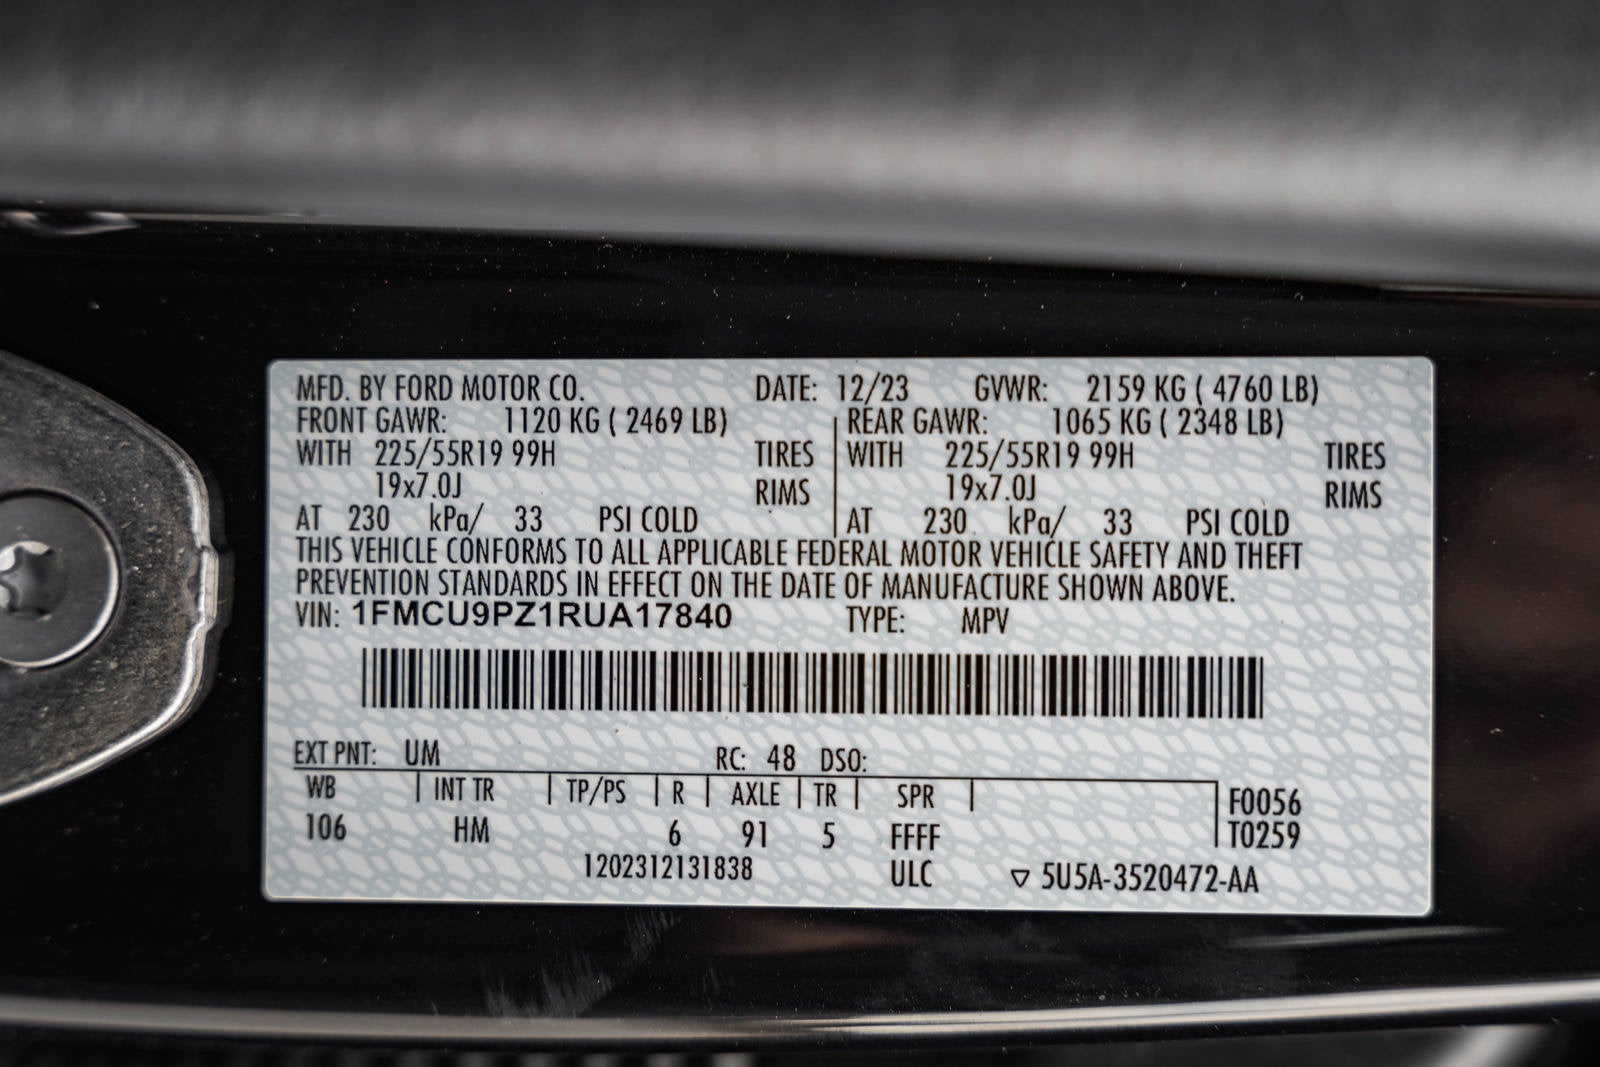 MFD. BY FORD MOTOR CO. DATE: 12/23 GVWR: 2159 KG ( 4760 LB)
FRONT GAWR: 1120 KG ( 2469 LB) REAR GAWR: 1065 KG ( 2348 LB)
WITH 225/55R19 99H TIRES WITH 225/55R19 99H TIRES
19x7.0J RIMS 19x7.0J RIMS
AT 230 kPa/ 33 PSI COLD AT 230 kPa/ 33 PSI COLD
THIS VEHICLE CONFORMS TO ALL APPLICABLE FEDERAL MOTOR VEHICLE SAFETY AND THEFT
PREVENTION STANDARDS IN EFFECT ON THE DATE OF MANUFACTURE SHOWN ABOVE.
VIN: 1FMCU9PZ1RUA17840 TYPE: MPV
EXT PNT: UM RC: 48 DSO:
WB INT TR TP/PS R AXLE TR SPR F0056
106 HM 6 91 5 FFFF T0259
1202312131838 ULC ▽ 5U5A-3520472-AA